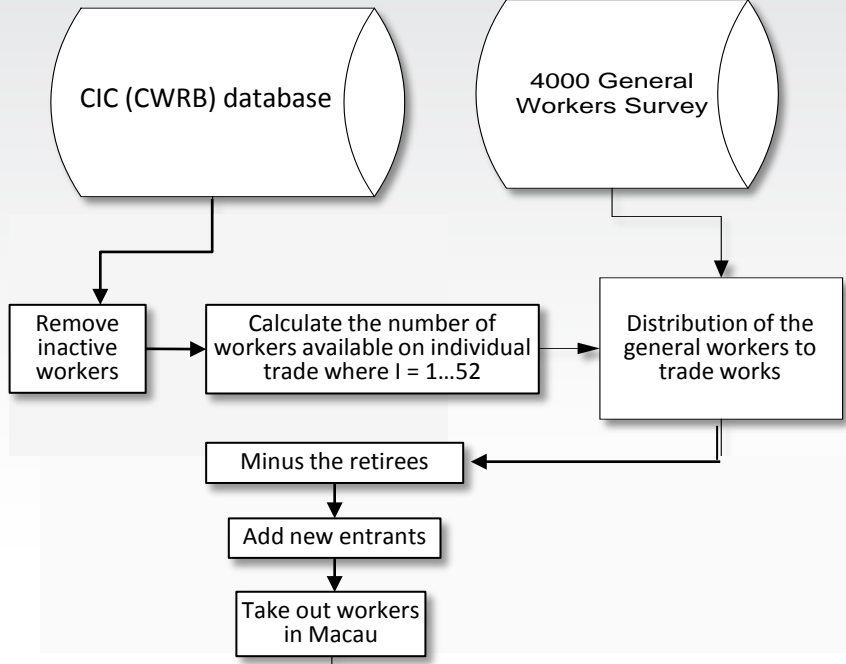 CIC (CWRB) database
4000 General
Workers Survey
Remove
inactive
workers
Calculate the number of
workers available on individual
trade where I = 1...52
Distribution of the
general workers to
trade works
Minus the retirees
Add new entrants
Take out workers
in Macau